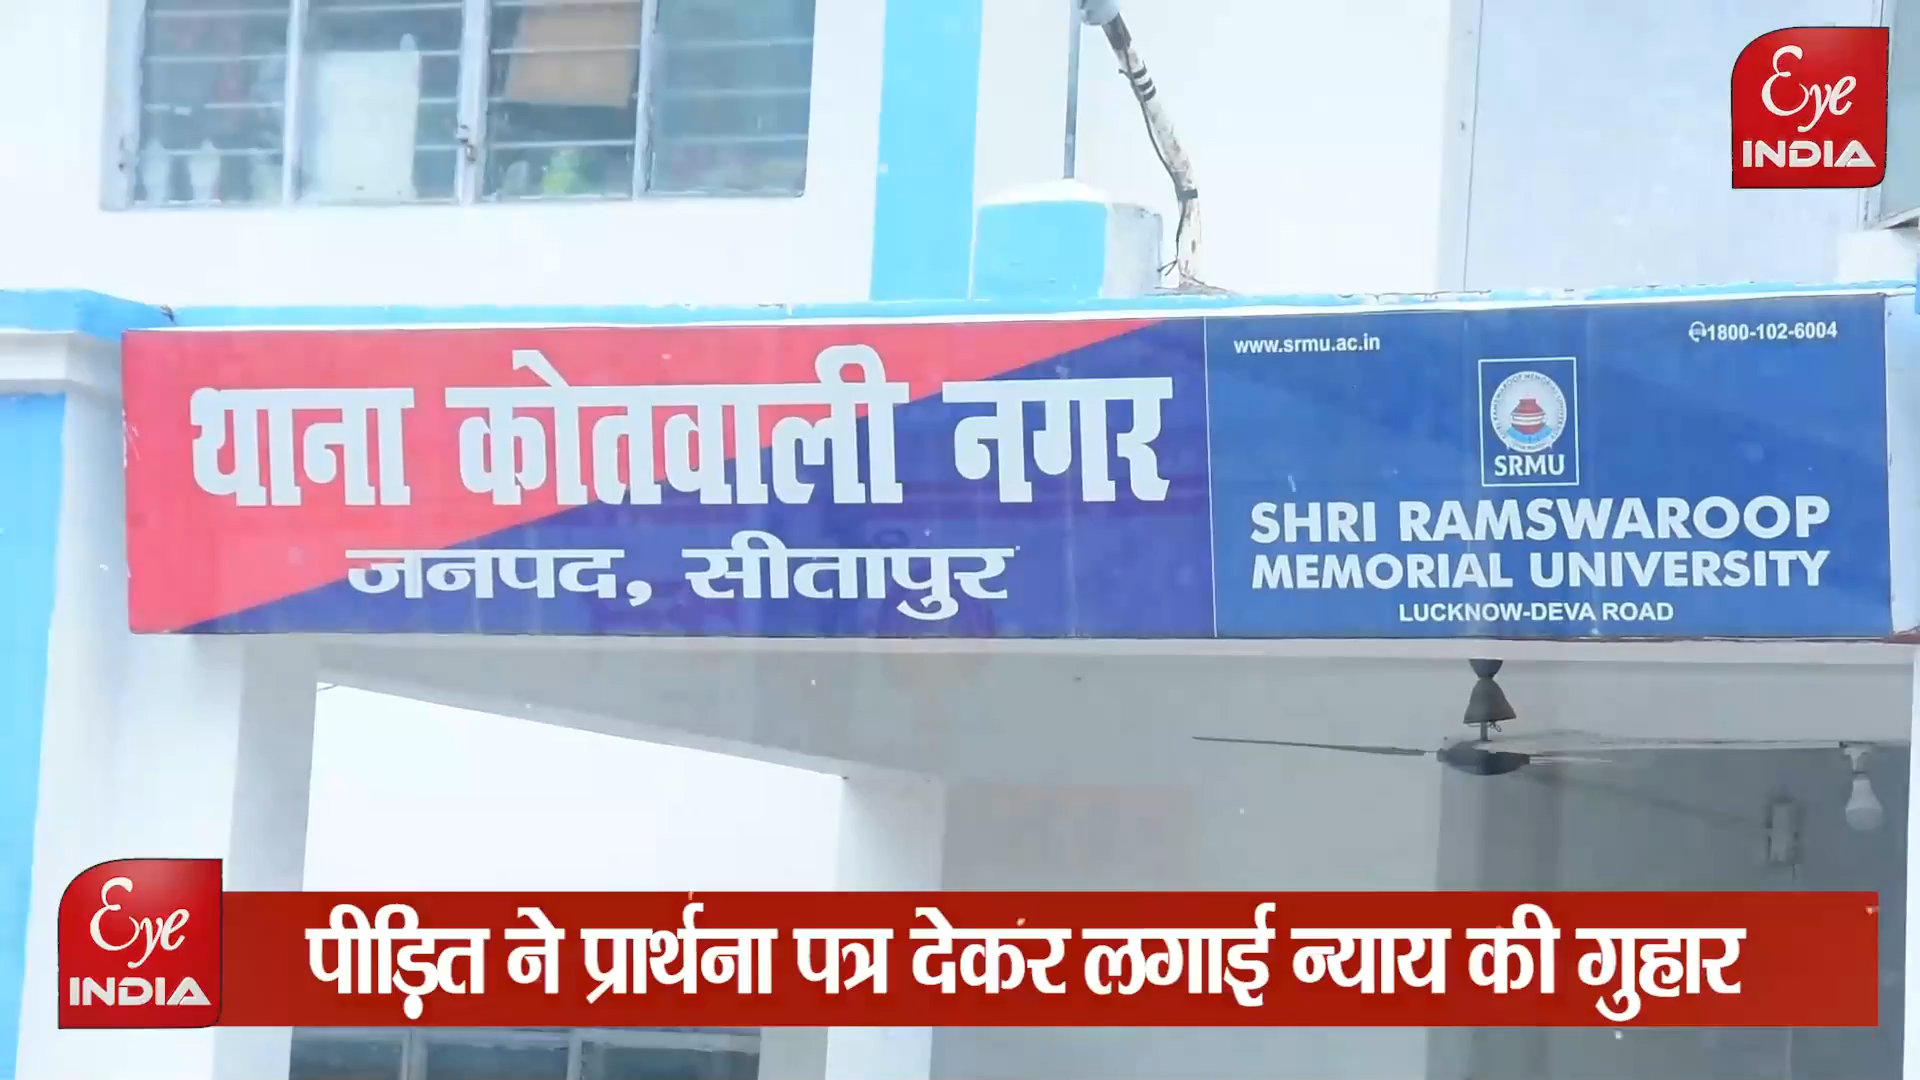 Eye
INDIA
थाना कोतवाली नगर
जनपद, सीतापुर
www.srmu.ac.in
1800-102-6004
SRMU
SHRI RAMSWAROOP
MEMORIAL UNIVERSITY
LUCKNOW-DEVA ROAD
Eye
INDIA
पीड़ित ने प्रार्थना पत्र देकर लगाई न्याय की गुहार